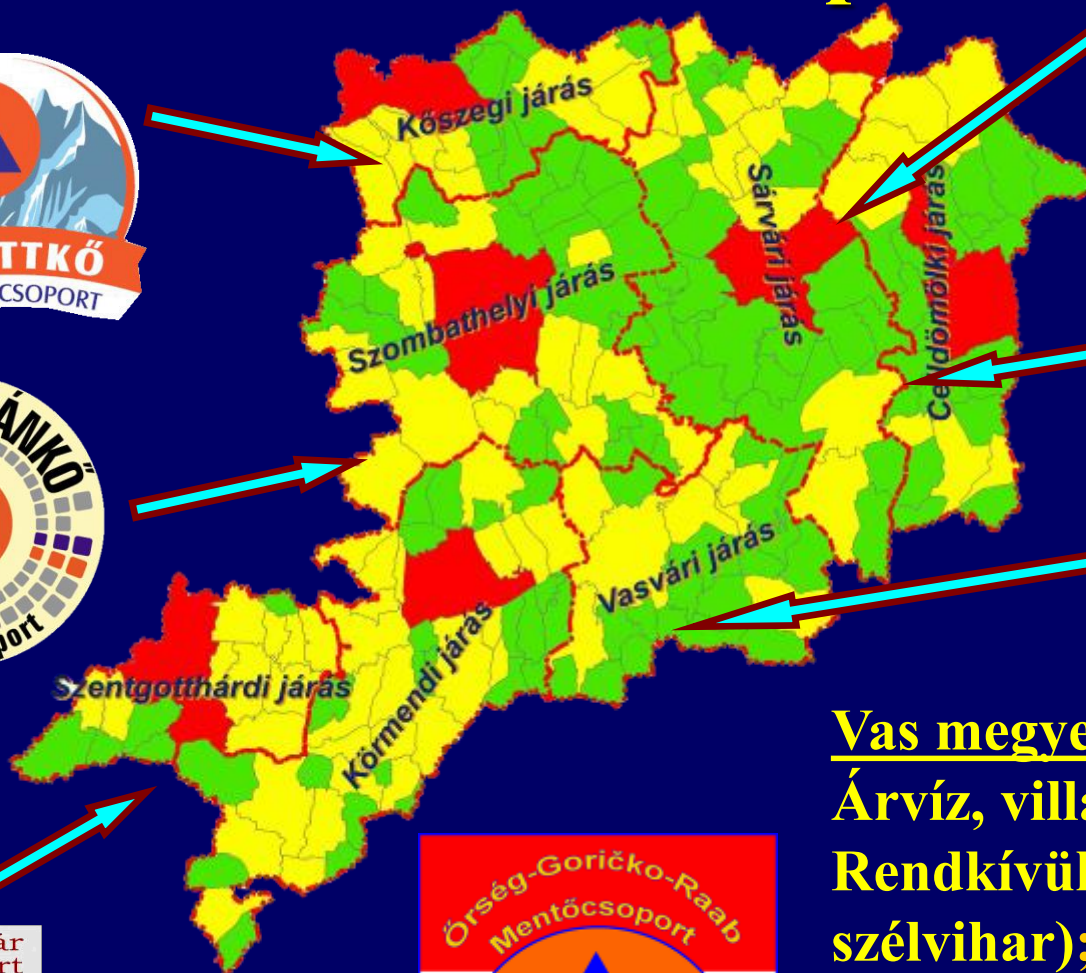 Kőszegi járás
Sárvári járás
Celldömölki járás
Szombathelyi járás
Vasvári járás
Szentgotthárdi járás
Körmendi járás
TTKŐ
CSOPORT
ÁNKŐ
port
ár
rt
Őrség-Goričko-Raab
Mentőcsoport
Vas megye
Árvíz, villá
Rendkívül
szélvihar);